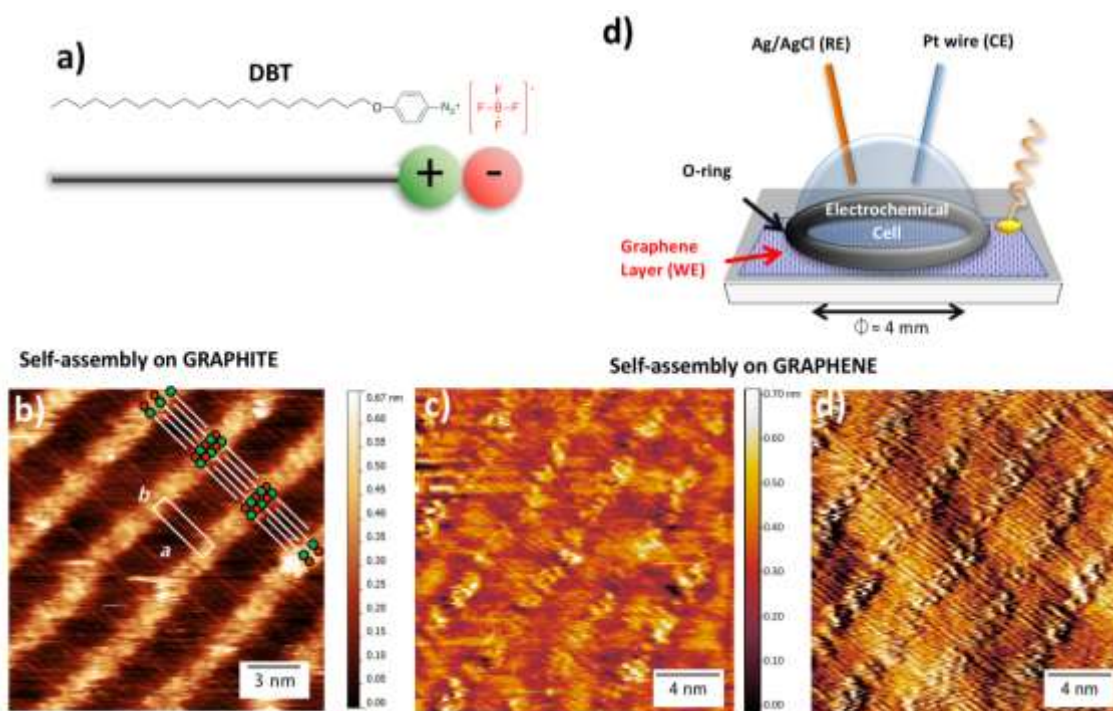 a)
DBT
O
N₂⁺
F
F-B-F
F
-
+
-
d)
Ag/AgCl (RE)
Pt wire (CE)
O-ring
Electrochemical
Cell
Graphene
Layer (WE)
Φ ≈ 4 mm
Self-assembly on GRAPHITE
Self-assembly on GRAPHENE
b)
b
a
3 nm
0.67 nm
0.60
0.55
0.50
0.45
0.40
0.35
0.30
0.25
0.20
0.15
0.10
0.05
0.00
c)
4 nm
0.70 nm
0.60
0.50
0.40
0.30
0.20
0.10
0.00
d)
4 nm